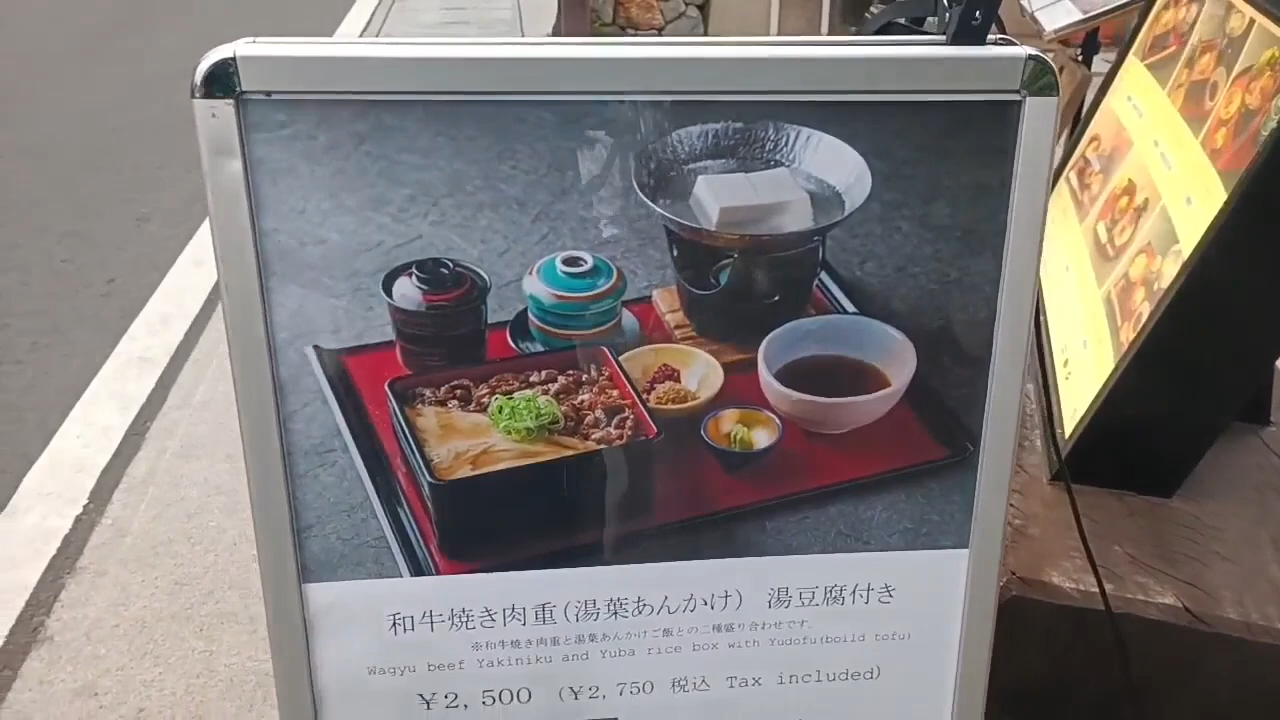 和牛焼き肉重(湯葉あんかけ) 湯豆腐付き
※和牛焼き肉重と湯葉あんかけご飯との二種盛り合わせです。
Wagyu beef Yakiniku and Yuba rice box with Yudofu(boild tofu)
¥2,500 (¥2,750 税込 Tax included)